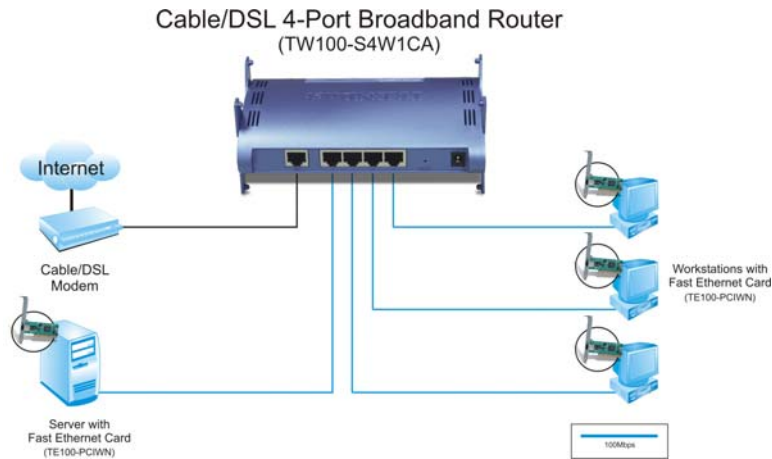 Cable/DSL 4-Port Broadband Router
(TW100-S4W1CA)
Internet
Cable/DSL
Modem
Workstations with
Fast Ethernet Card
(TE100-PCIWN)
Server with
Fast Ethernet Card
(TE100-PCIWN)
100Mbps